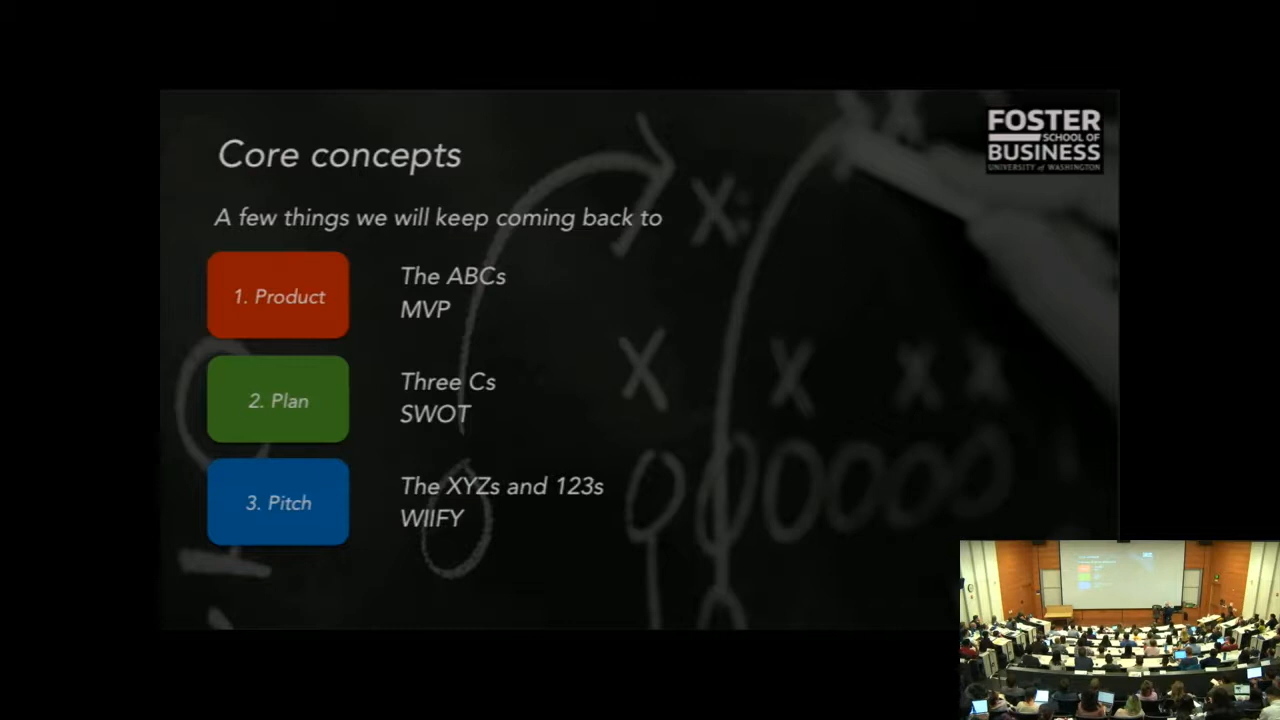 FOSTER
SCHOOL OF
BUSINESS
UNIVERSITY of WASHINGTON
Core concepts
A few things we will keep coming back to
1. Product
The ABCs
MVP
2. Plan
Three Cs
SWOT
3. Pitch
The XYZs and 123s
WIIFY